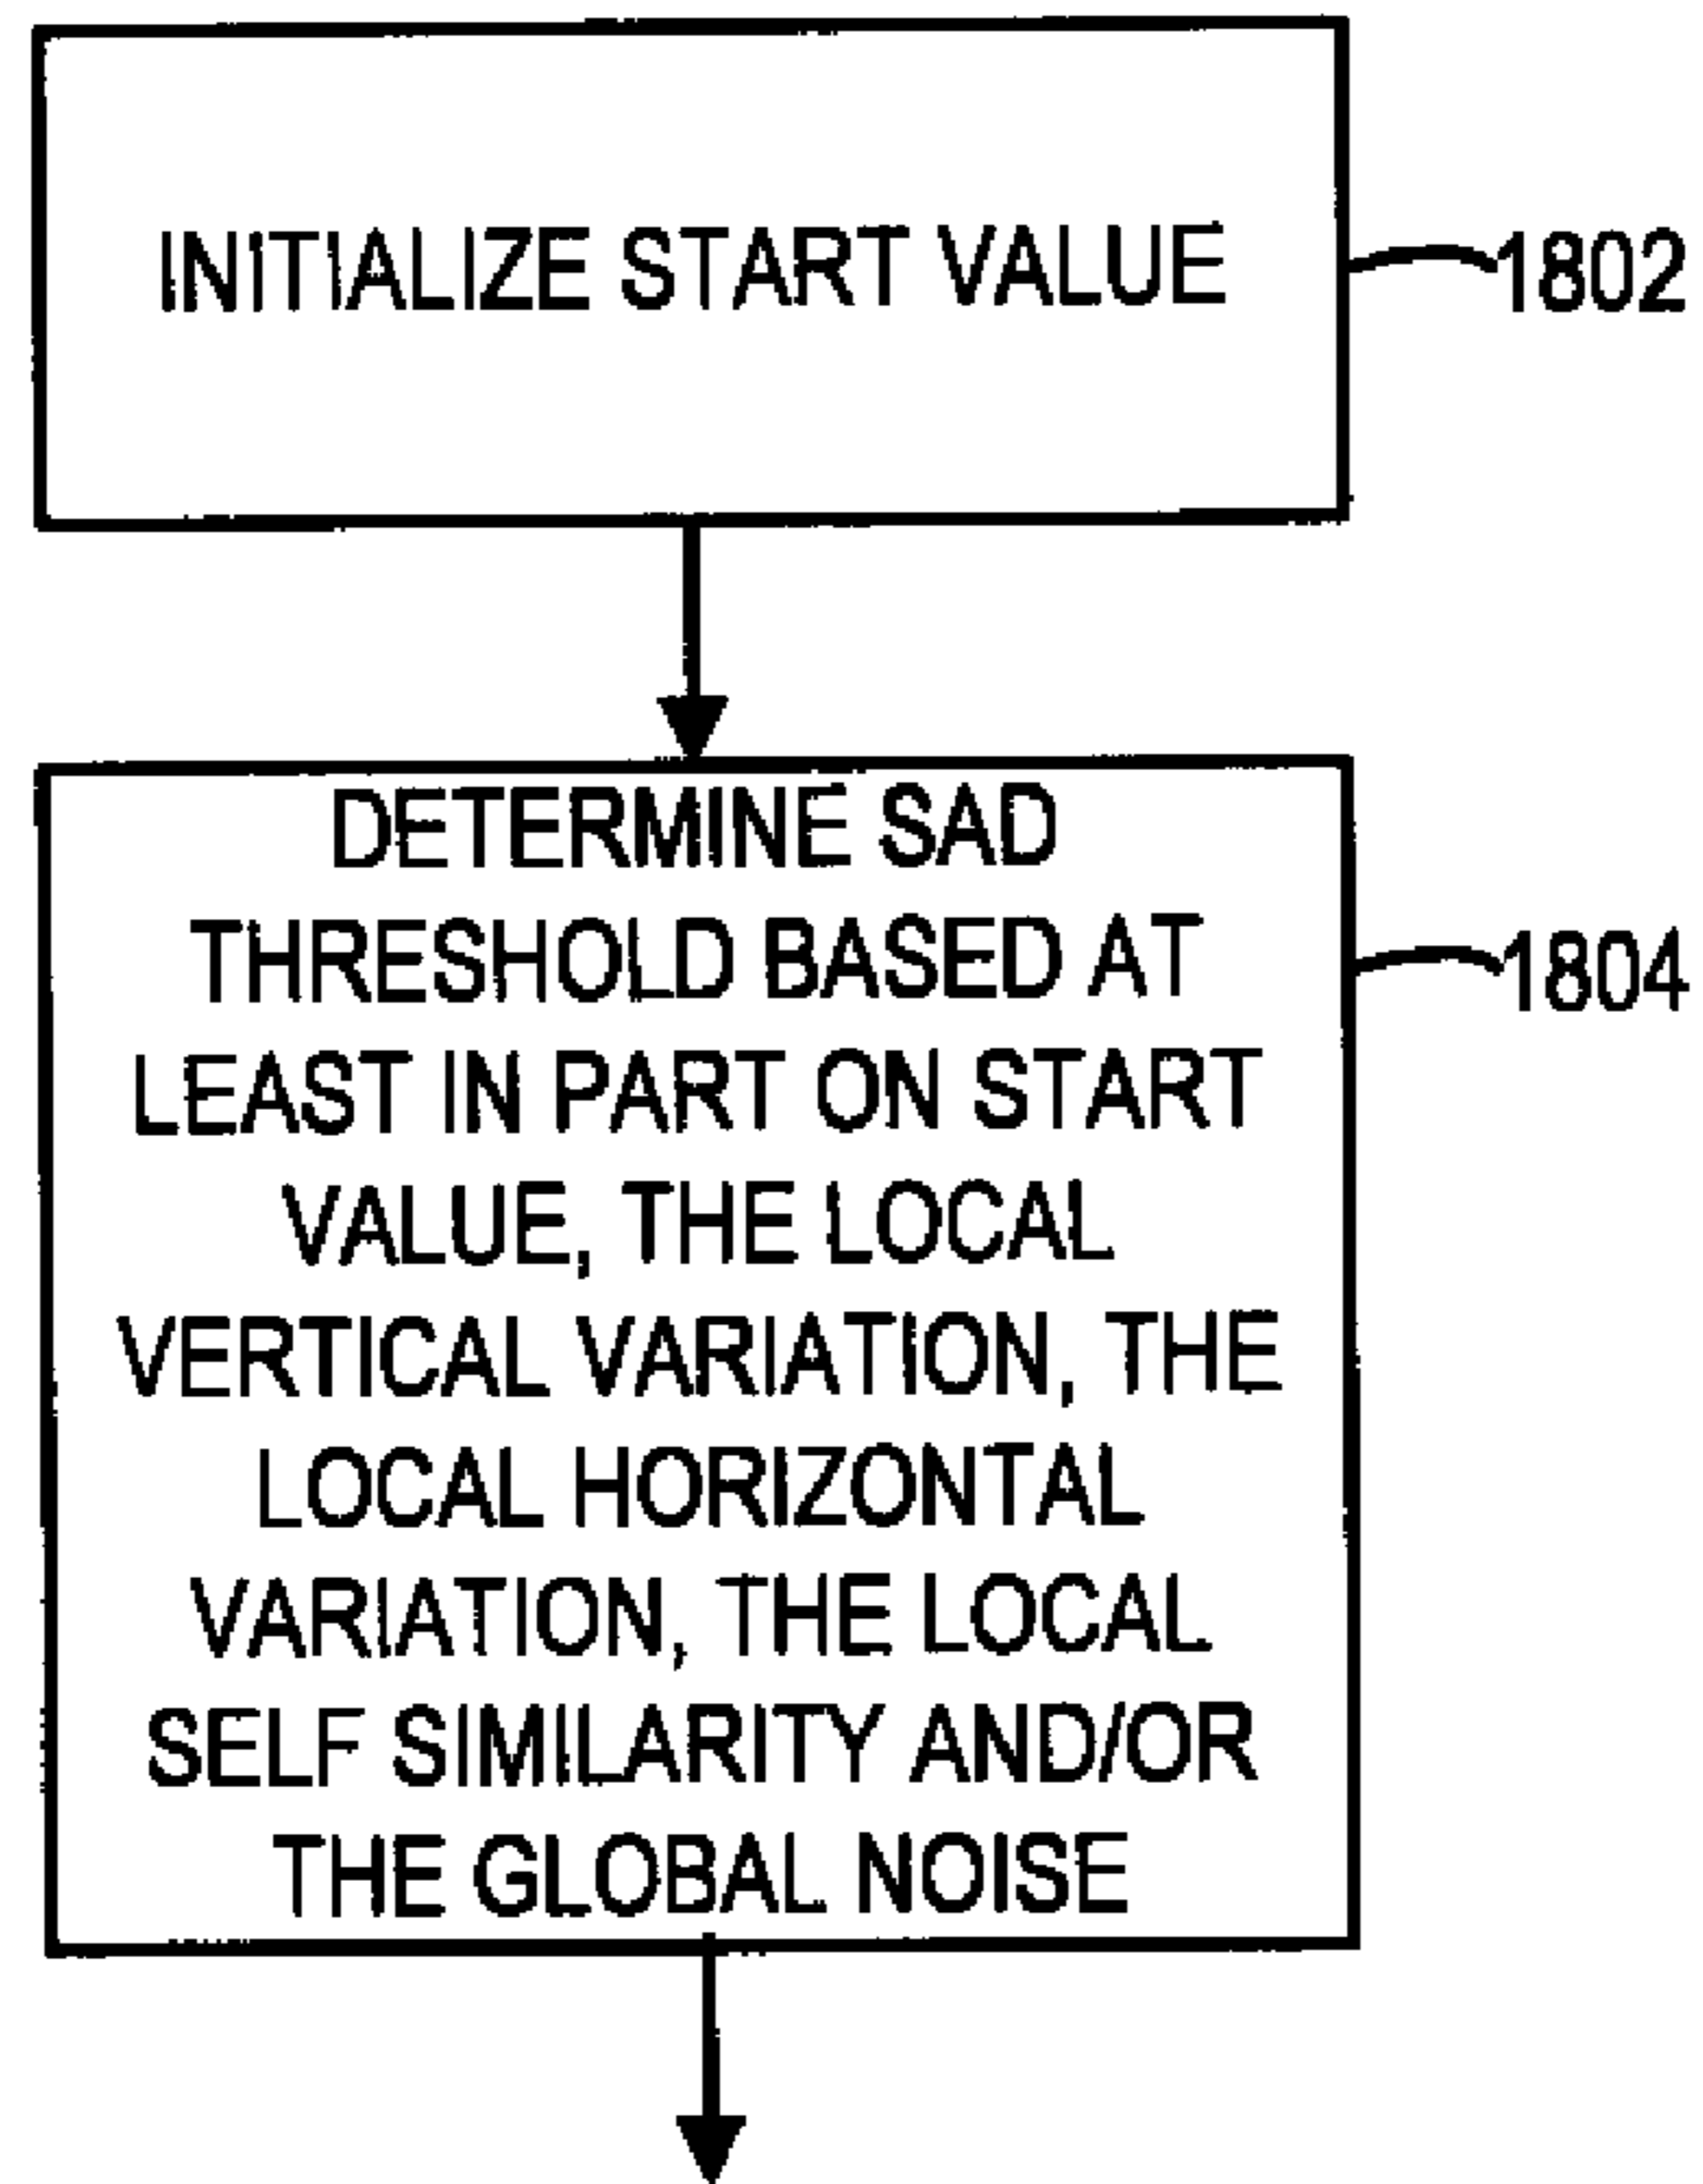 INITIALIZE START VALUE
1802
DETERMINE SAD
THRESHOLD BASED AT
LEAST IN PART ON START
VALUE, THE LOCAL
VERTICAL VARIATION, THE
LOCAL HORIZONTAL
VARIATION, THE LOCAL
SELF SIMILARITY AND/OR
THE GLOBAL NOISE
1804